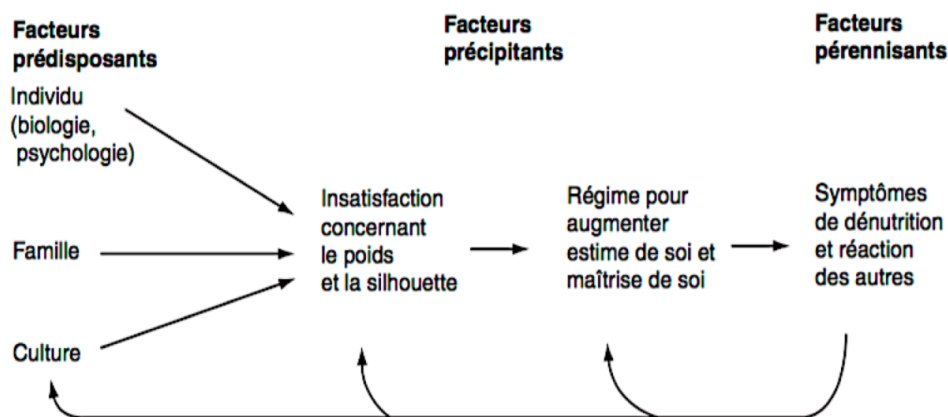 Facteurs
prédisposants
Facteurs
précipitants
Facteurs
pérennisants
Individu
(biologie,
psychologie)
Famille
Culture
Insatisfaction
concernant
le poids
et la silhouette
Régime pour
augmenter
estime de soi et
maîtrise de soi
Symptômes
de dénutrition
et réaction
des autres